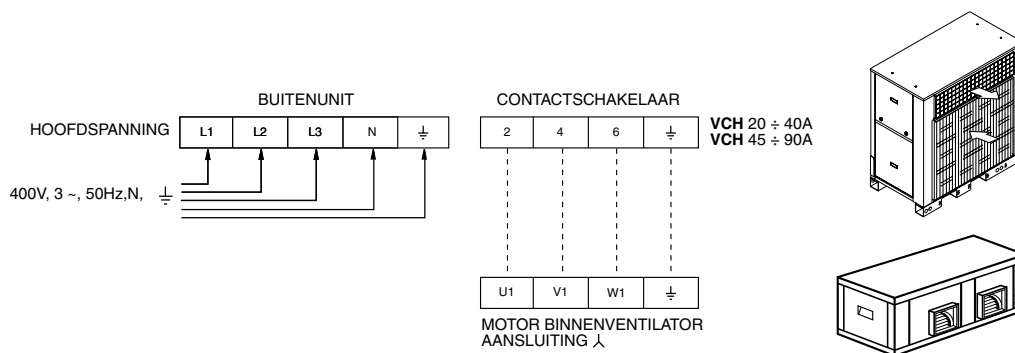 BUITENUNIT
CONTACTSCHAKELAAR
HOOFDSPANNING L1 L2 L3 N ⏚
2 4 6 ⏚
VCH 20 ÷ 40A
VCH 45 ÷ 90A
400V, 3 ~, 50Hz,N, ⏚
U1 V1 W1 ⏚
MOTOR BINNENVENTILATOR
AANSLUITING ⅄